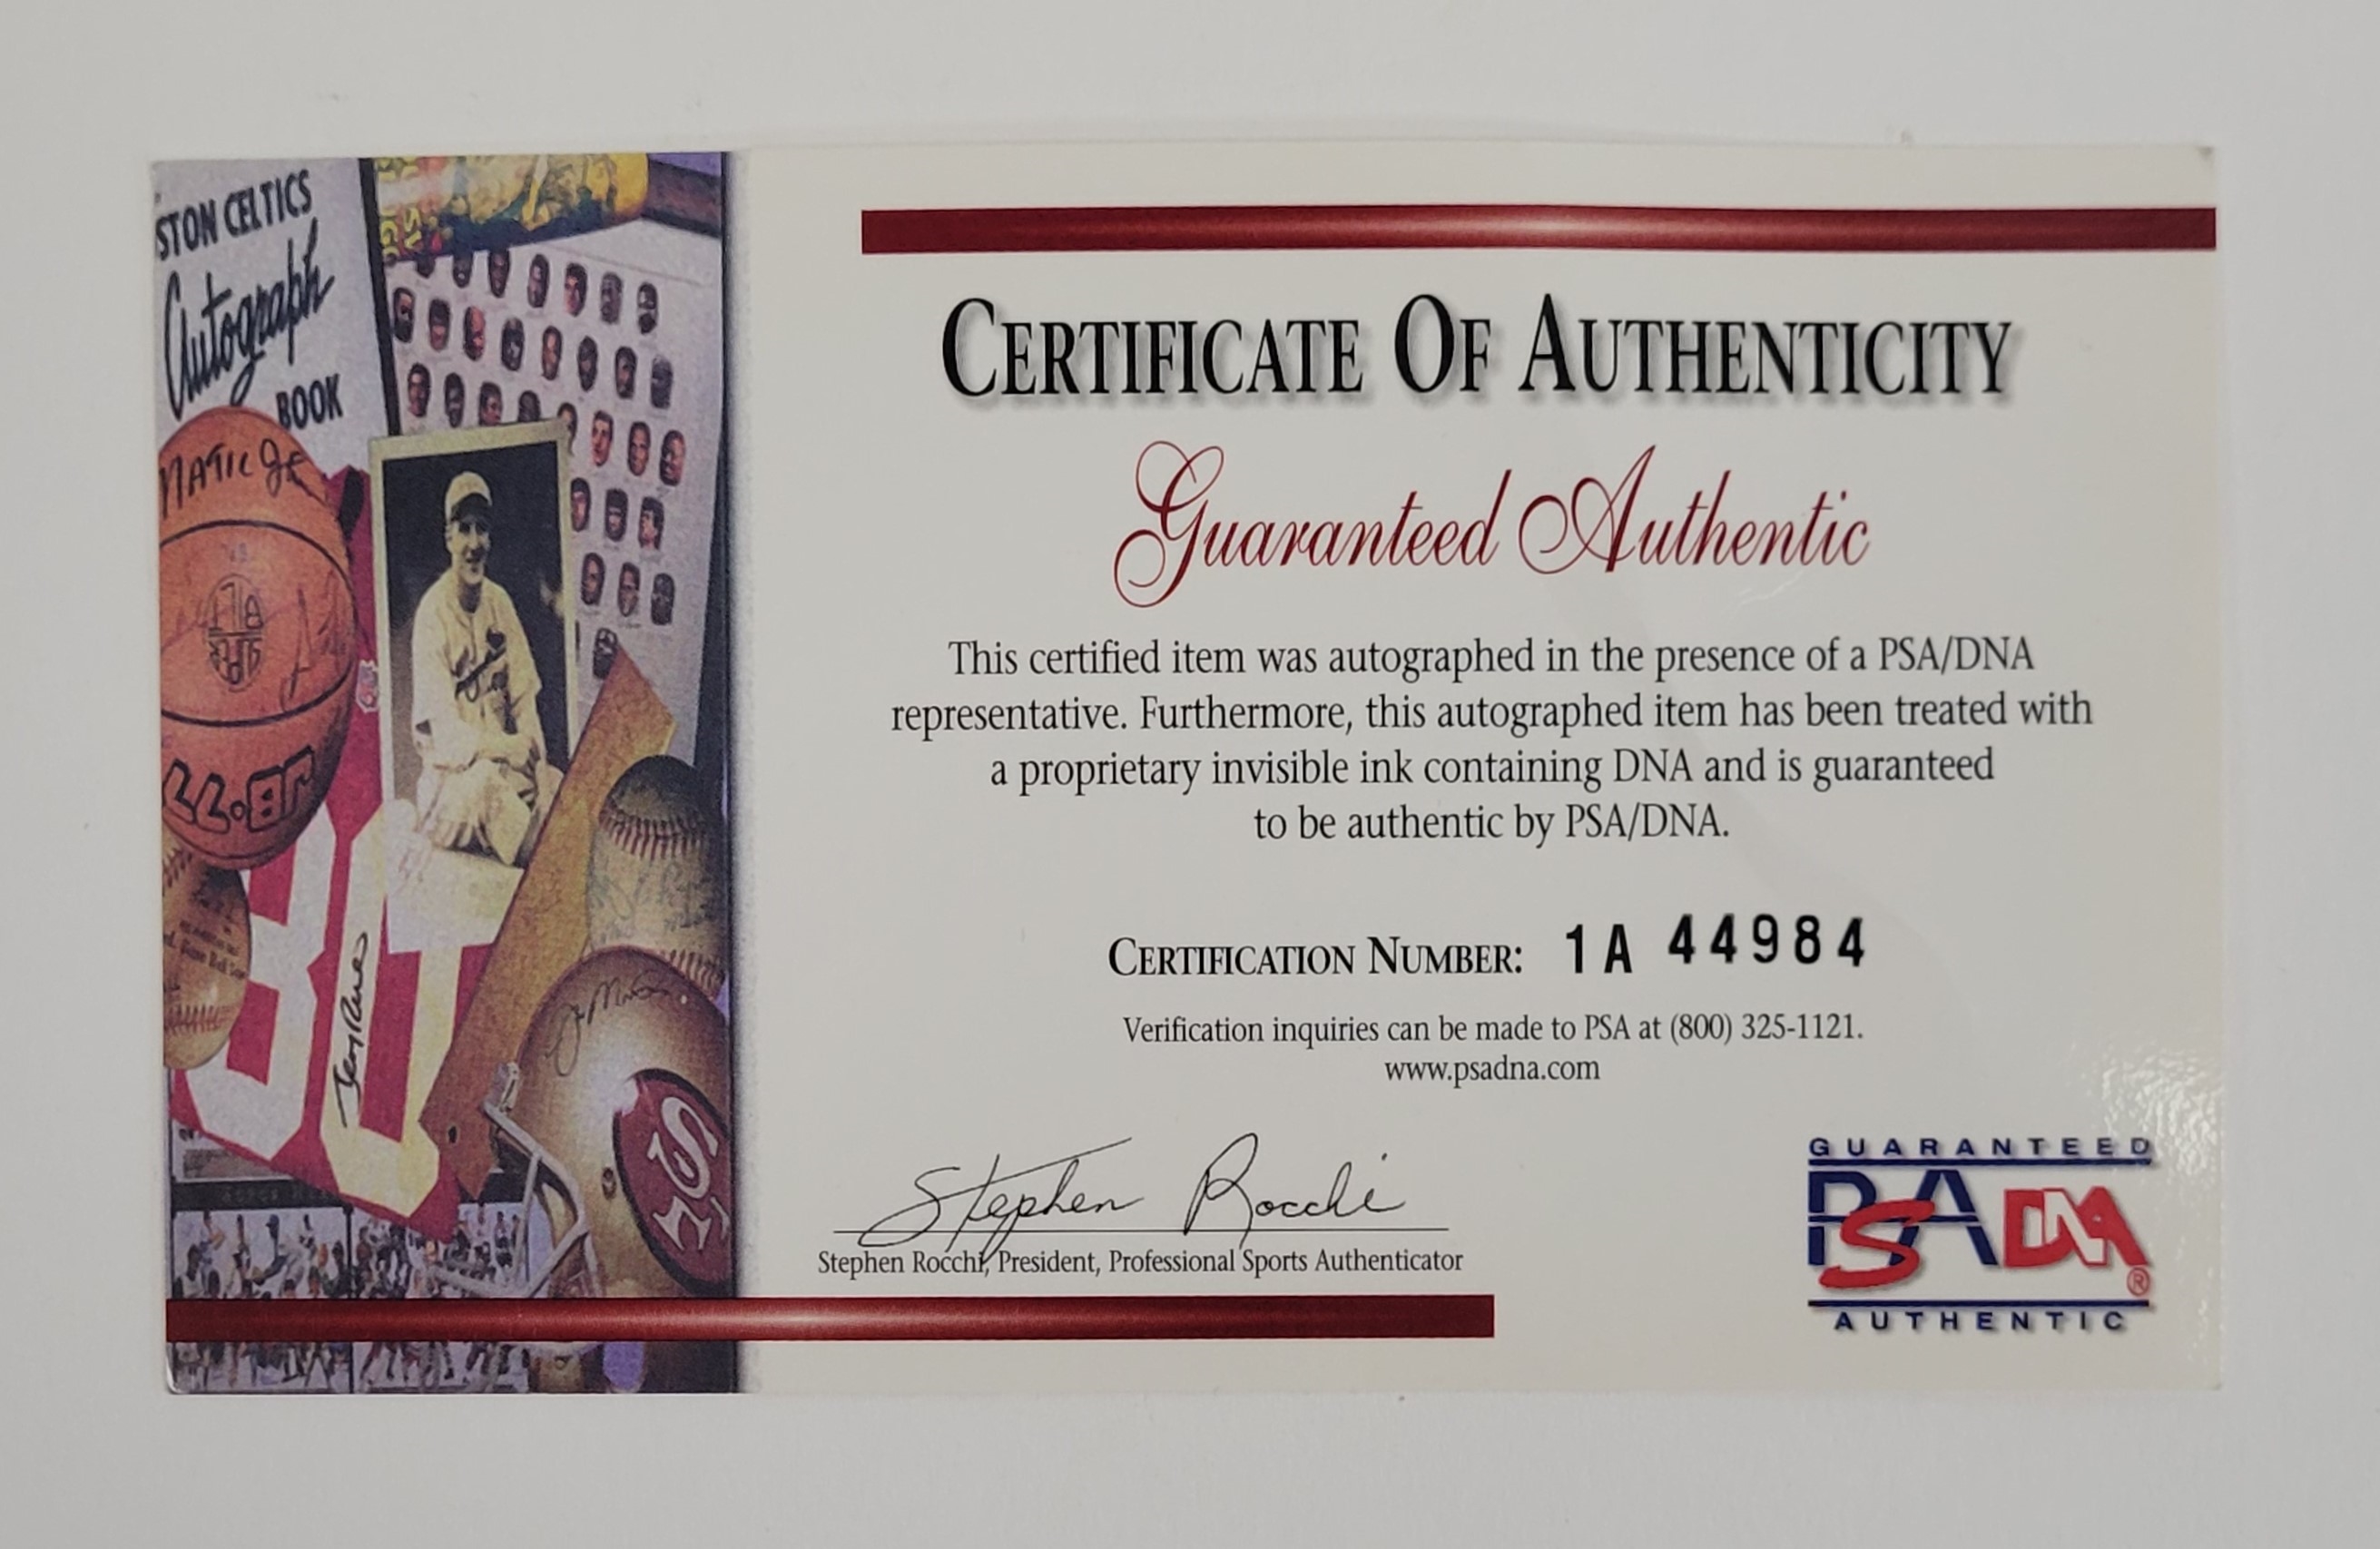 STON CELTICS
Autograph
BOOK
CERTIFICATE OF AUTHENTICITY
Guaranteed Authentic
This certified item was autographed in the presence of a PSA/DNA
representative. Furthermore, this autographed item has been treated with
a proprietary invisible ink containing DNA and is guaranteed
to be authentic by PSA/DNA.
CERTIFICATION NUMBER: 1A 44984
Verification inquiries can be made to PSA at (800) 325-1121.
www.psadna.com
Stephen Rocchi
Stephen Rocchi, President, Professional Sports Authenticator
GUARANTEED
PSA DNA ®
AUTHENTIC
80
SF